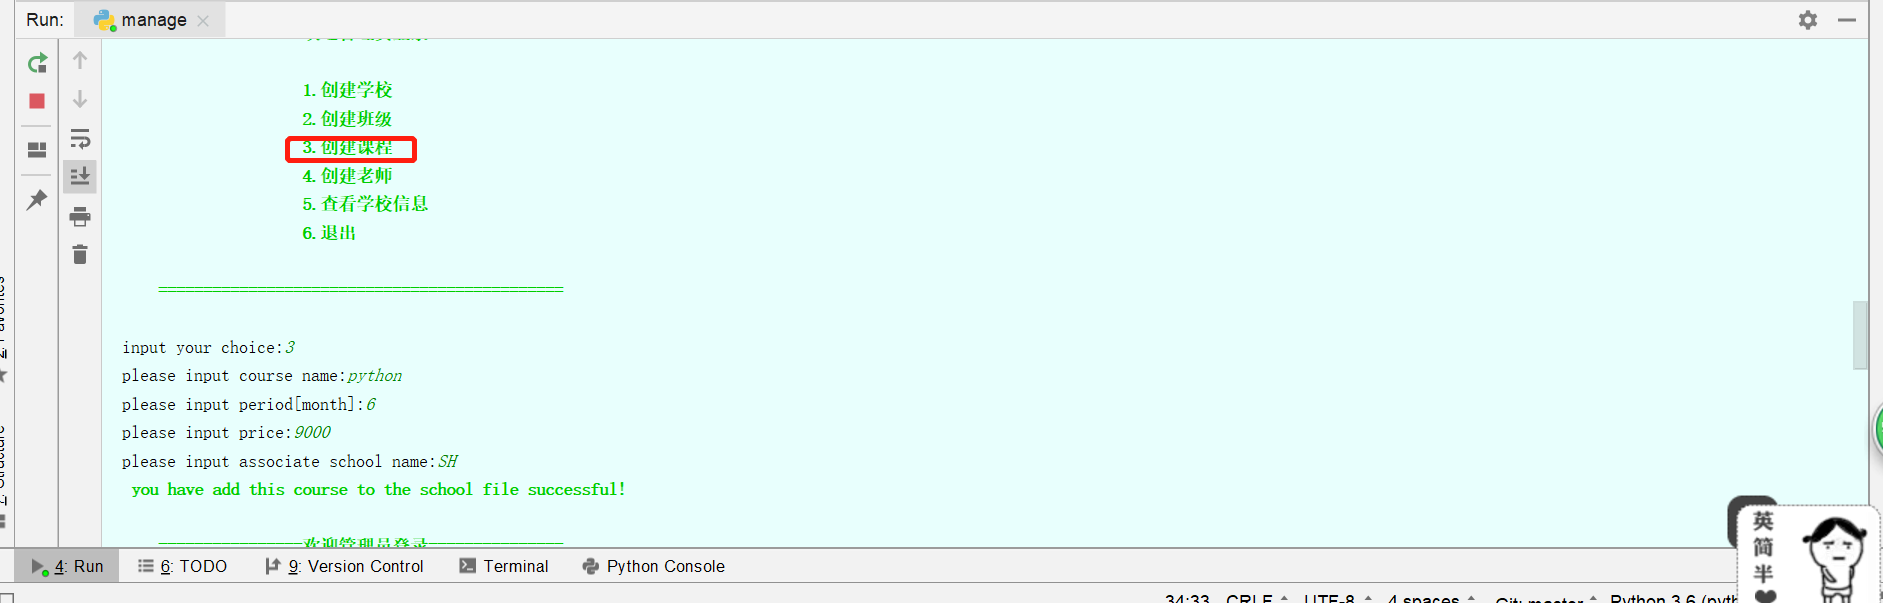 Run: manage
1.创建学校
2.创建班级
3.创建课程
4.创建老师
5.查看学校信息
6.退出
=============================================
input your choice:3
please input course name:python
please input period[month]:6
please input price:9000
please input associate school name:SH
you have add this course to the school file successful!
================欢迎管理员登录===============
4: Run 6: TODO 9: Version Control Terminal Python Console
34:33 CRLF UTF-8 4 spaces Git: master Python 3.6
英
简
半